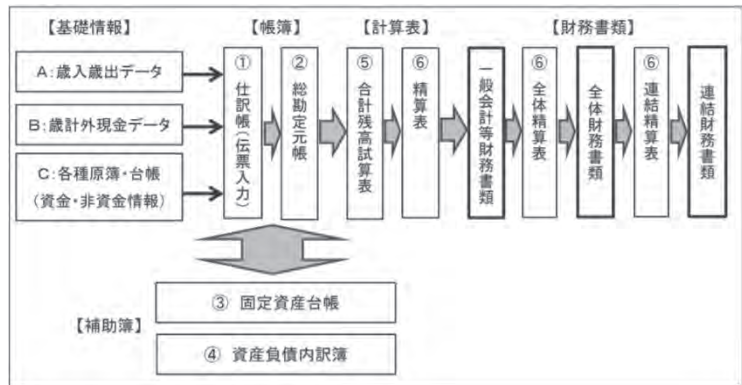 【基礎情報】
【帳簿】
【計算表】
【財務書類】
A:歳入歳出データ
B:歳計外現金データ
C:各種原簿・台帳
(資金・非資金情報)
①仕訳帳(伝票入力)
②総勘定元帳
⑤合計残高試算表
⑥精算表
一般会計等財務書類
⑥全体精算表
全体財務書類
⑥連結精算表
連結財務書類
【補助簿】
③ 固定資産台帳
④ 資産負債内訳簿